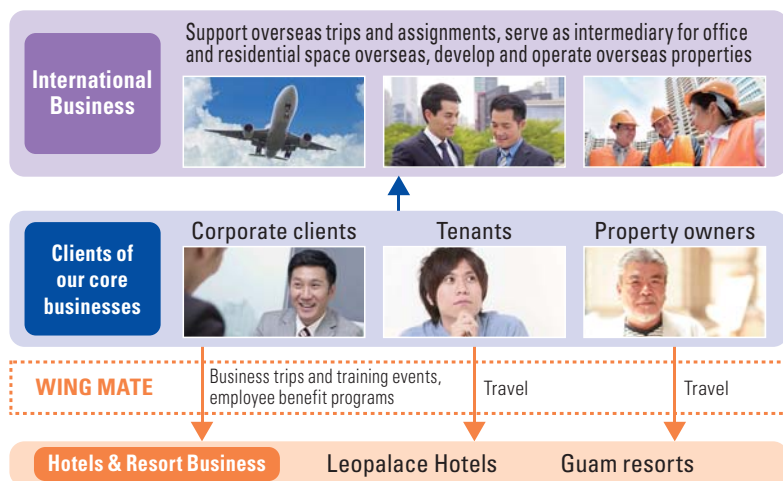 Support overseas trips and assignments, serve as intermediary for office
and residential space overseas, develop and operate overseas properties
International
Business
Clients of
our core
businesses
Corporate clients
Tenants
Property owners
WING MATE
Business trips and training events,
employee benefit programs
Travel
Travel
Hotels & Resort Business
Leopalace Hotels
Guam resorts